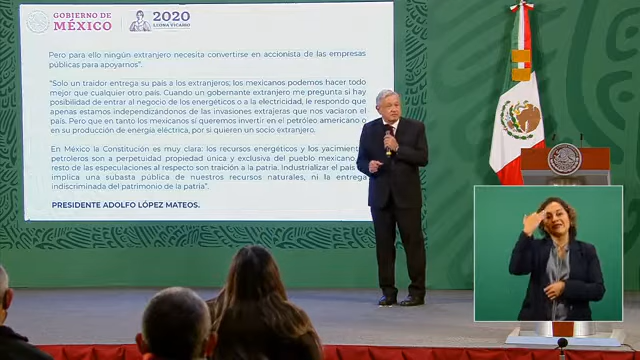 GOBIERNO DE
MÉXICO
2020
LEONA VICARIO
Pero para ello ningún extranjero necesita convertirse en accionista de las empresas
públicas para apoyarnos".
"Solo un traidor entrega su país a los extranjeros; los mexicanos podemos hacer todo
mejor que cualquier otro país. Cuando un gobernante extranjero me pregunta si hay
posibilidad de entrar al negocio de los energéticos o a la electricidad, le respondo que
apenas estamos independizándonos de las invasiones extrajeras que nos vaciaron el
país. Pero que en tanto los mexicanos sí queremos invertir en el petróleo americano o
en su producción de energía eléctrica, por si quieren un socio extranjero.
En México la Constitución es muy clara: los recursos energéticos y los yacimient
petroleros son a perpetuidad propiedad única y exclusiva del pueblo mexicano.
resto de las especulaciones al respecto son traición a la patria. Industrializar el país
implica una subasta pública de nuestros recursos naturales, ni la entrega
indiscriminada del patrimonio de la patria".
PRESIDENTE ADOLFO LÓPEZ MATEOS.